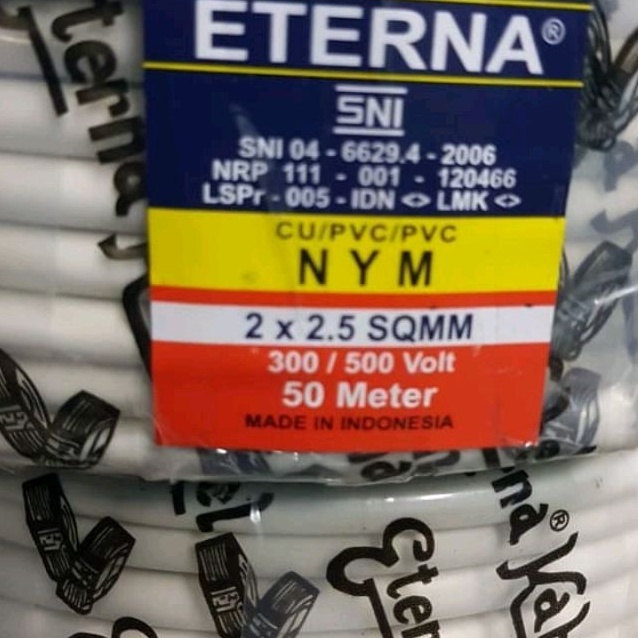 ETERNA®
SNI
SNI 04 - 6629.4 - 2006
NRP 111 - 001 - 120466
LSPr - 005 - IDN <> LMK <>
CU/PVC/PVC
N Y M
2 x 2.5 SQMM
300 / 500 Volt
50 Meter
MADE IN INDONESIA